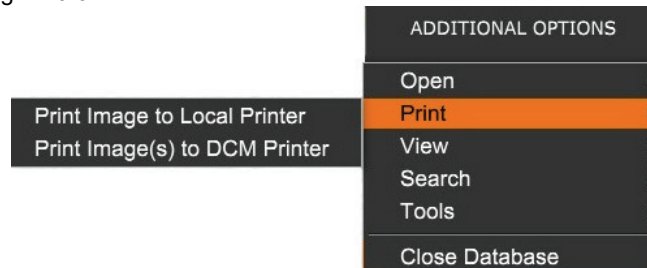 ADDITIONAL OPTIONS
Open
Print
View
Search
Tools
Close Database
Print Image to Local Printer
Print Image(s) to DCM Printer